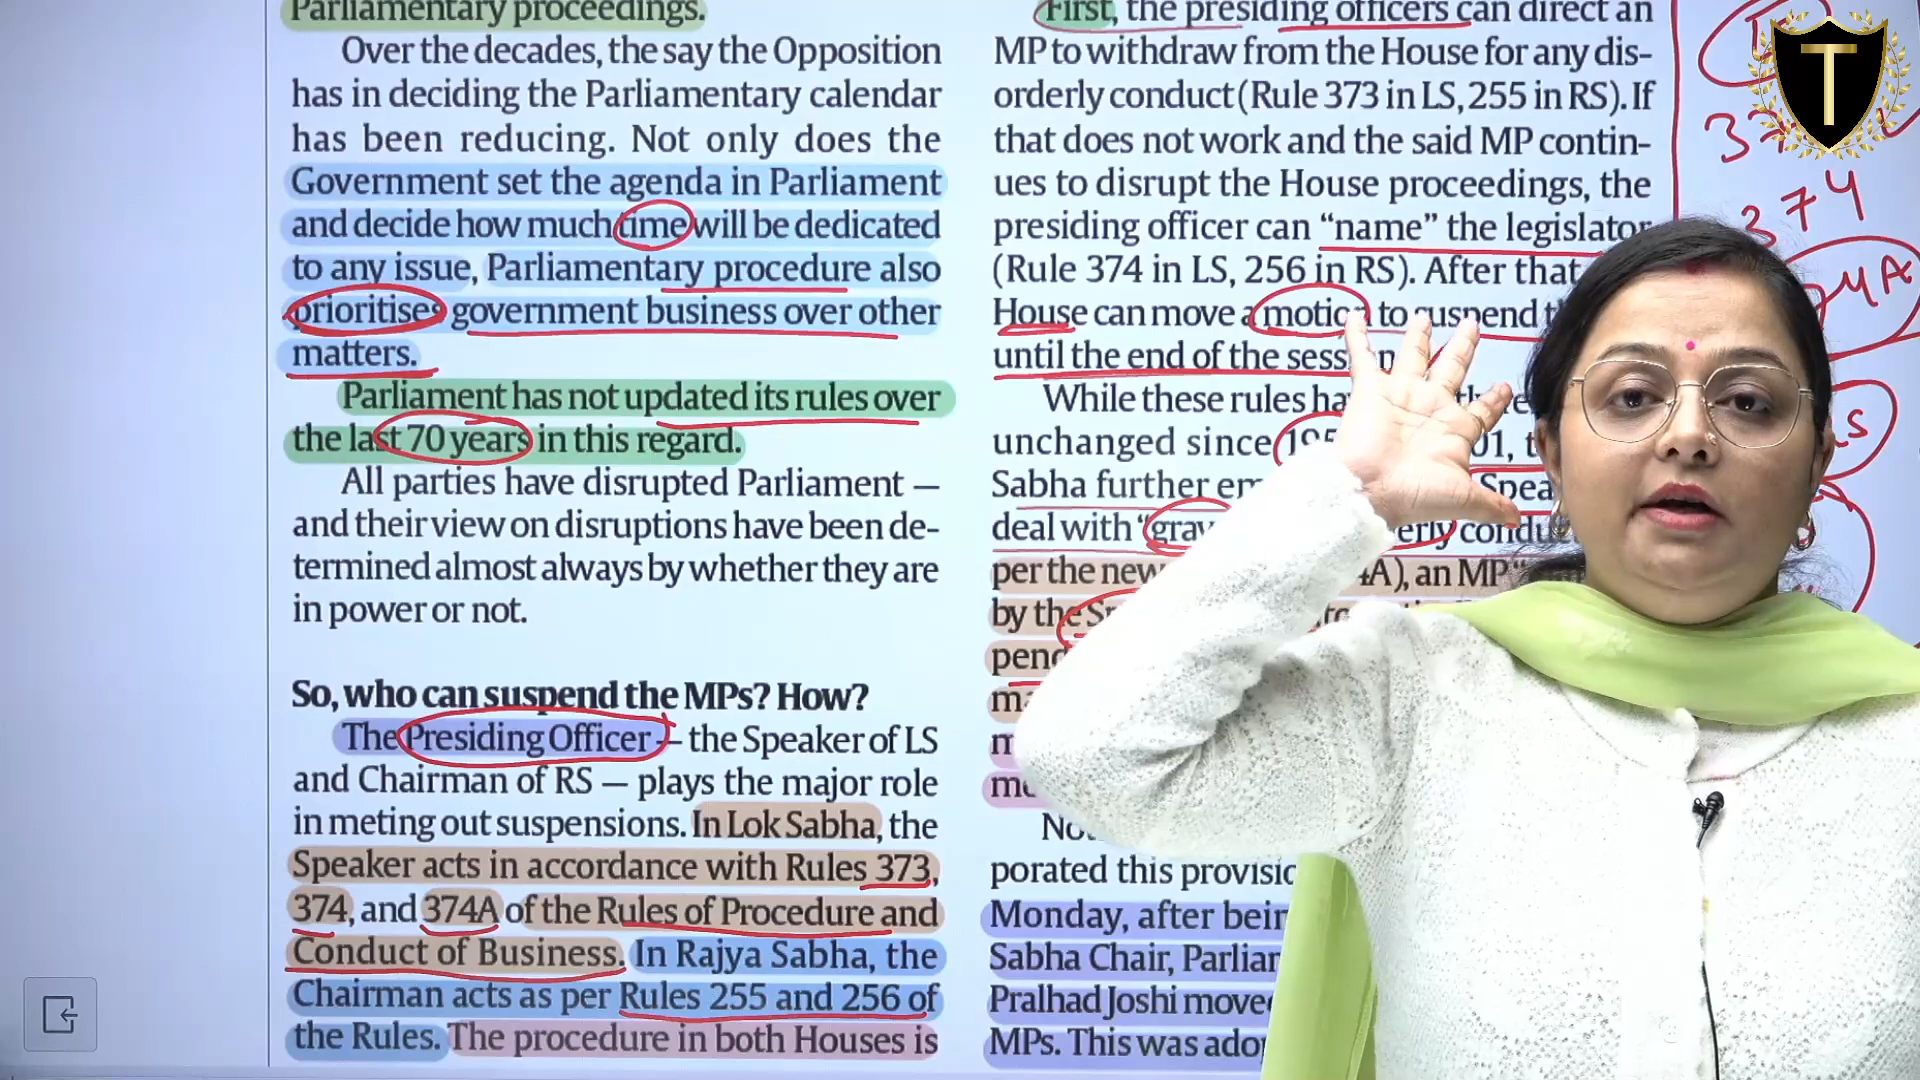 Parliamentary proceedings.
Over the decades, the say the Opposition
has in deciding the Parliamentary calendar
has been reducing. Not only does the
Government set the agenda in Parliament
and decide how much time will be dedicated
to any issue, Parliamentary procedure also
prioritises government business over other
matters.
Parliament has not updated its rules over
the last 70 years in this regard.
All parties have disrupted Parliament —
and their view on disruptions have been de-
termined almost always by whether they are
in power or not.
So, who can suspend the MPs? How?
The Presiding Officer — the Speaker of LS
and Chairman of RS — plays the major role
in meting out suspensions. In Lok Sabha, the
Speaker acts in accordance with Rules 373,
374, and 374A of the Rules of Procedure and
Conduct of Business. In Rajya Sabha, the
Chairman acts as per Rules 255 and 256 of
the Rules. The procedure in both Houses is
First, the presiding officers can direct an
MP to withdraw from the House for any dis-
orderly conduct (Rule 373 in LS, 255 in RS). If
that does not work and the said MP contin-
ues to disrupt the House proceedings, the
presiding officer can “name” the legislator
(Rule 374 in LS, 256 in RS). After that
House can move a motion to suspend
until the end of the
While these rules
unchanged since
Sabha further
deal with
per the new an MP
by the
porated this
Monday, after
Sabha Chair,
Pralhad Joshi
MPs. This was
T
374